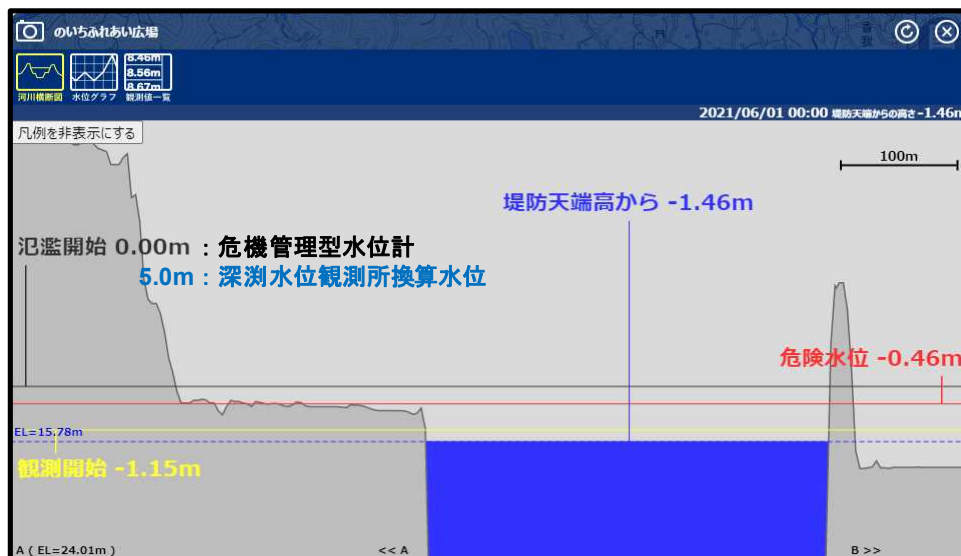 のいちふれあい広場
8.46m
8.56m
8.67m
河川横断図 水位グラフ 観測値一覧
2021/06/01 00:00 堤防天端からの高さ-1.46m
凡例を非表示にする
100m
堤防天端高から -1.46m
氾濫開始 0.00m : 危機管理型水位計
5.0m : 深渕水位観測所換算水位
危険水位 -0.46m
EL=15.78m
観測開始 -1.15m
A ( EL=24.01m )
<< A
B >>